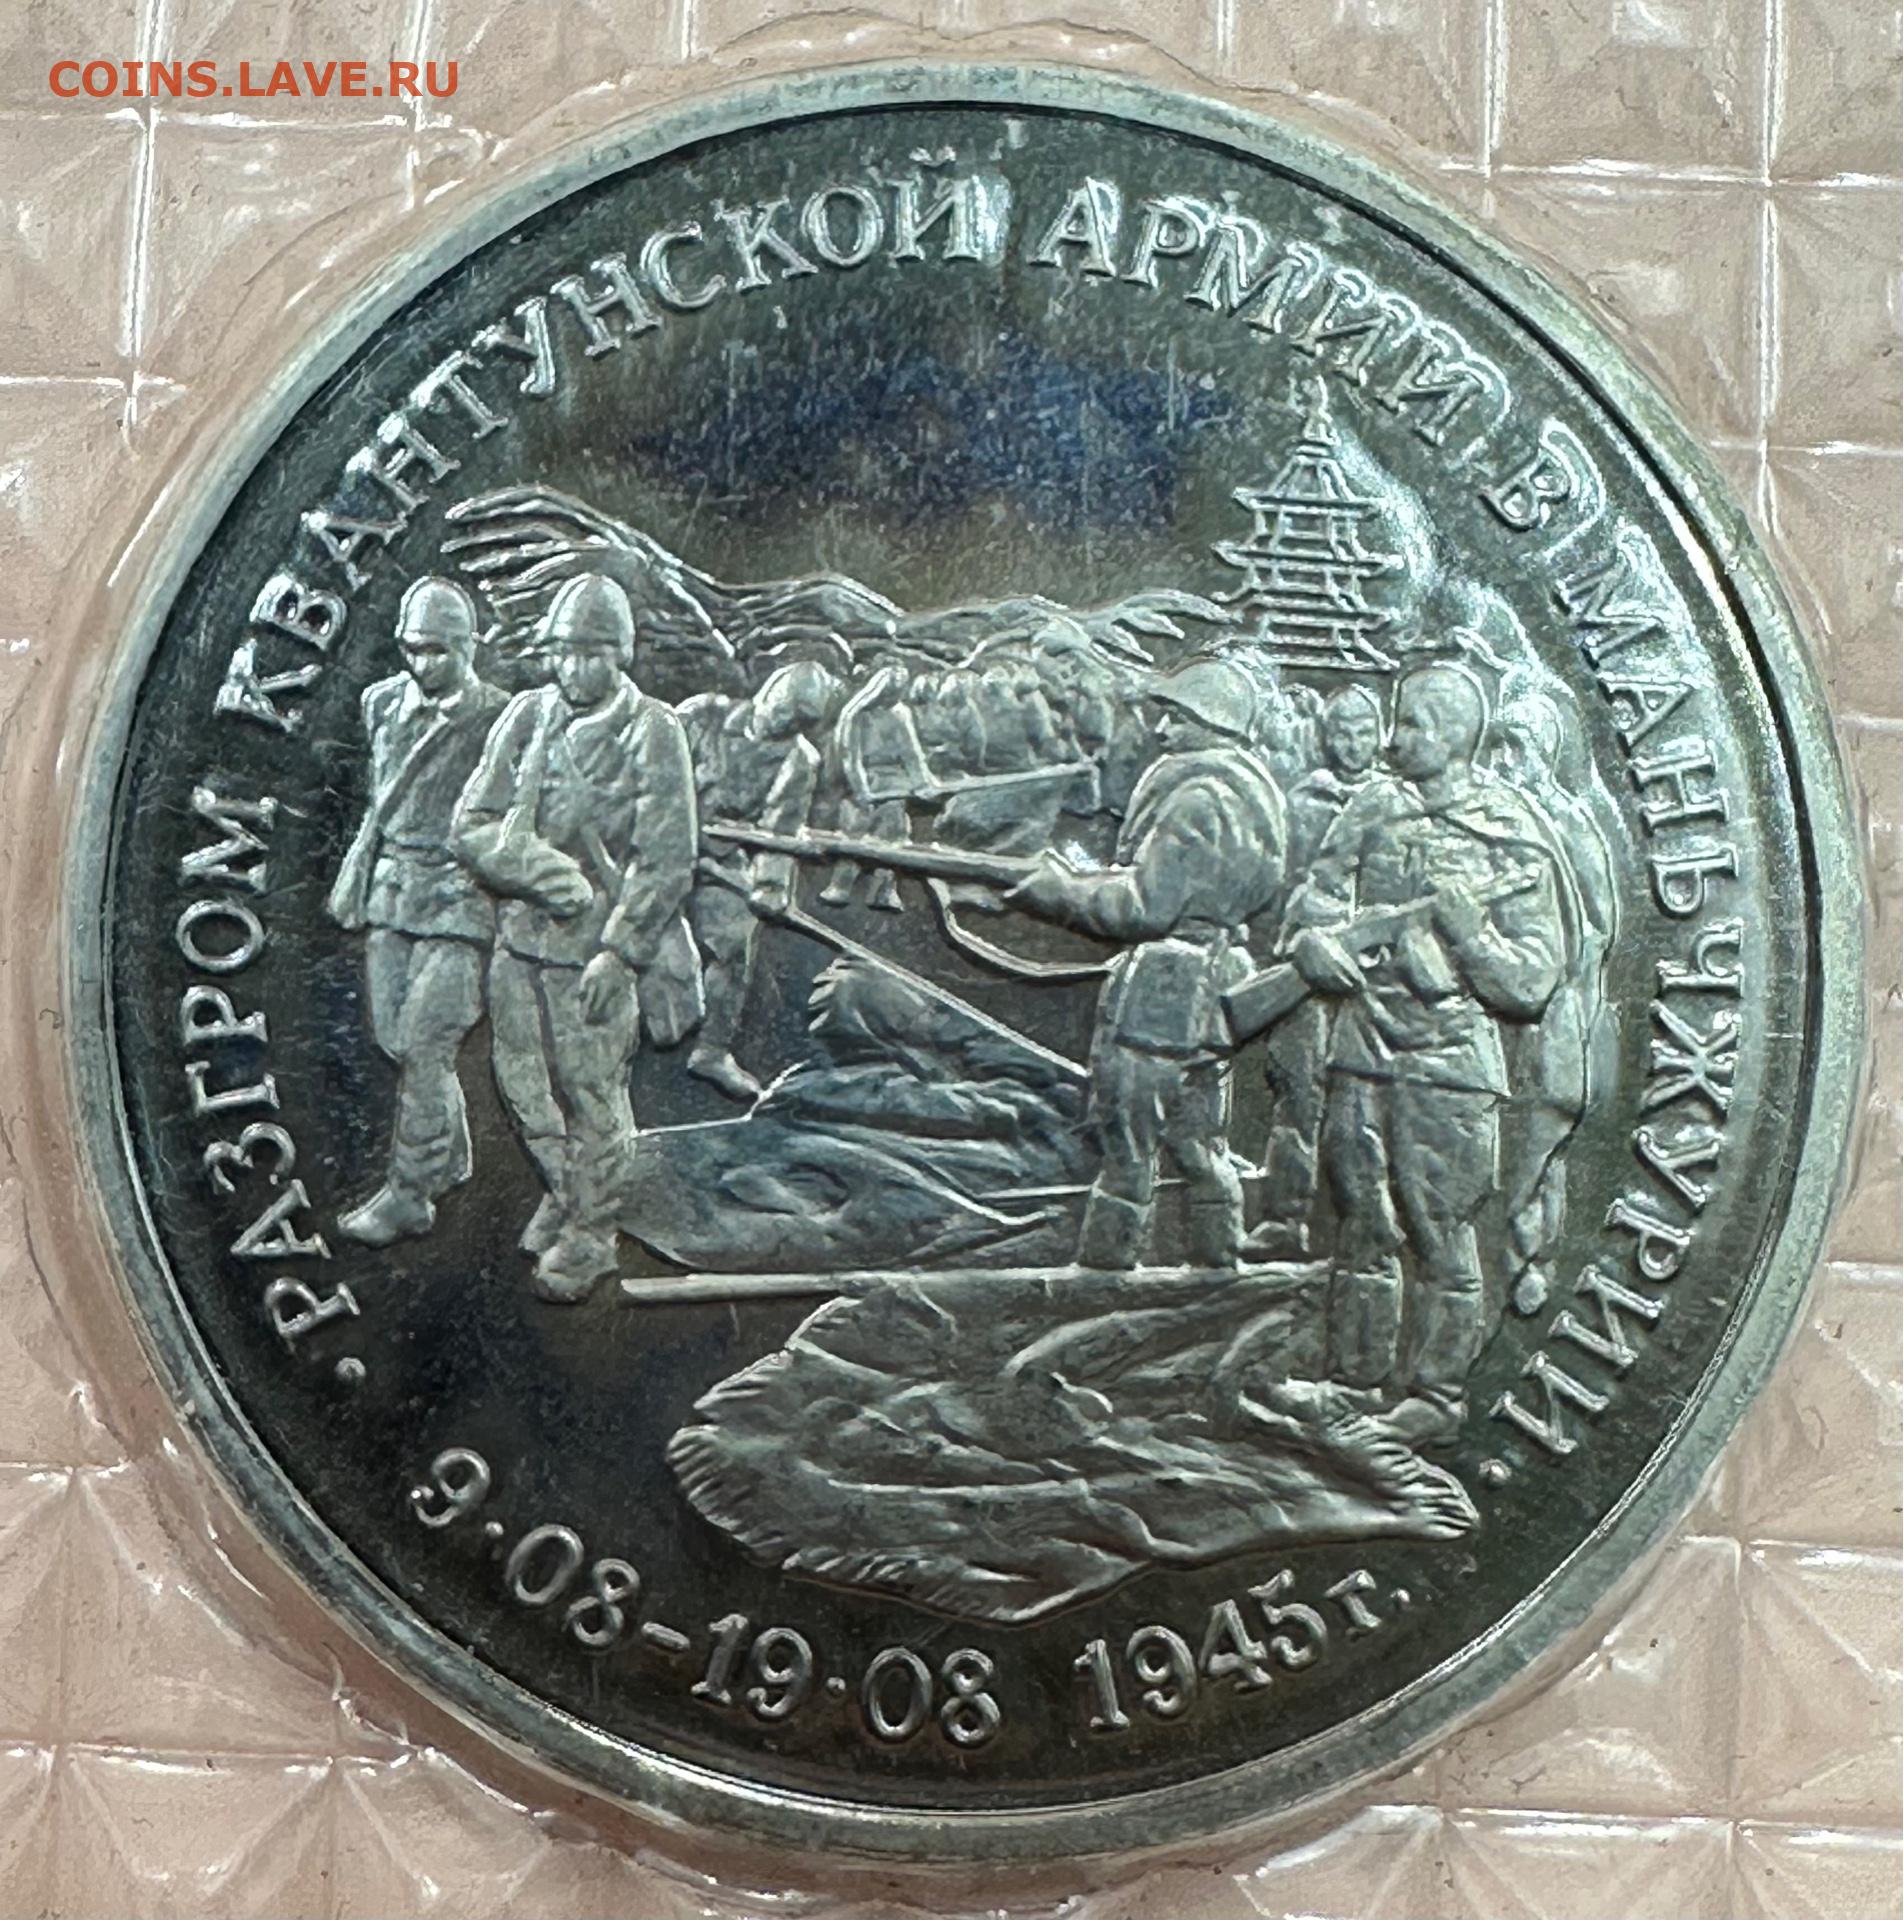 COINS.LAVE.RU
·РАЗГРОМ КВАНТУНСКОЙ АРМИИ В МАНЬЧЖУРИИ·
9·08-19·08 1945г.